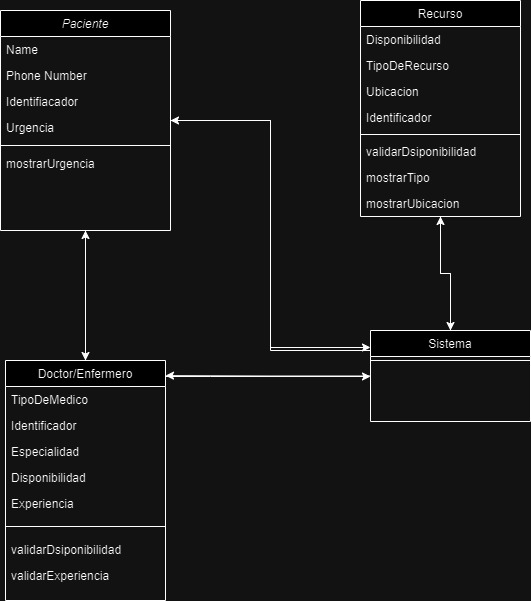 Paciente
Name
Phone Number
Identifiacador
Urgencia
mostrarUrgencia
Recurso
Disponibilidad
TipoDeRecurso
Ubicacion
Identificador
validarDsiponibilidad
mostrarTipo
mostrarUbicacion
Sistema
Doctor/Enfermero
TipoDeMedico
Identificador
Especialidad
Disponibilidad
Experiencia
validarDsiponibilidad
validarExperiencia